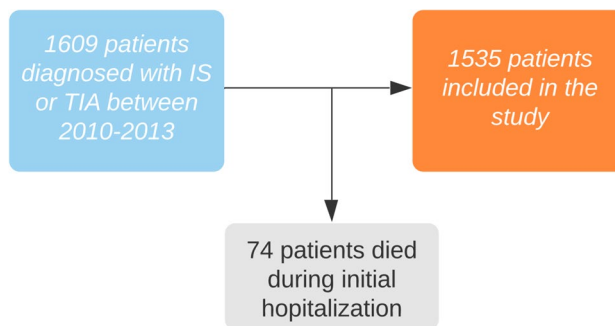 1609 patients
diagnosed with IS
or TIA between
2010-2013
1535 patients
included in the
study
74 patients died
during initial
hopitalization